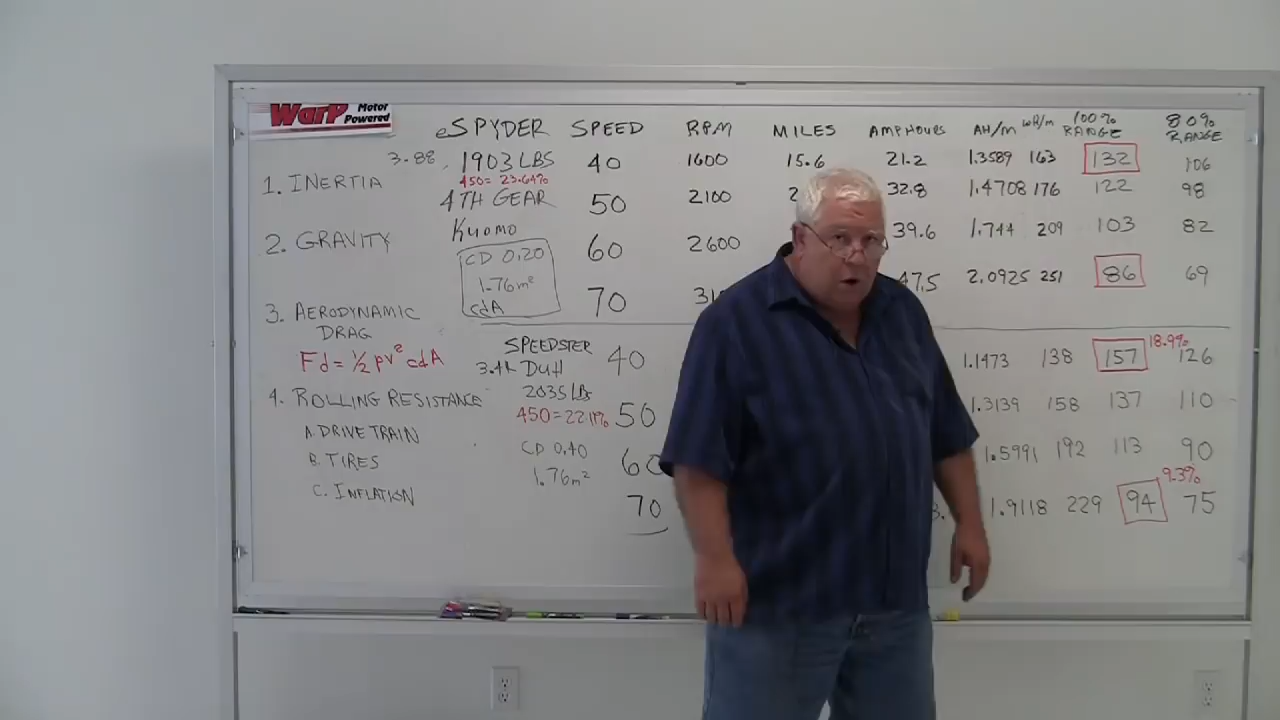 WarP Motor Powered
eSPYDER SPEED RPM MILES AMPHOURS AH/m wh/m 100% RANGE 80% RANGE
3.88 1903 LBS 40 1600 15.6 21.2 1.3589 163 132 106
1. INERTIA
450= 23.64%
4TH GEAR 50 2100 32.8 1.4708 176 122 98
Kuomo
2. GRAVITY
CD 0.20 60 2600 39.6 1.744 209 103 82
1.76m²
cdA 70 47.5 2.0925 251 86 69
3. AERODYNAMIC
DRAG
Fd = ½ pv² cdA
SPEEDSTER 40 1.1473 138 157 18.9% 126
DuH
2035 LBS
4. ROLLING RESISTANCE
450=22.11% 50 1.3139 158 137 110
A. DRIVE TRAIN
CD 0.40 60 1.5991 192 113 90
B. TIRES
1.76m²
9.3%
C. INFLATION
70 1.9118 229 94 75